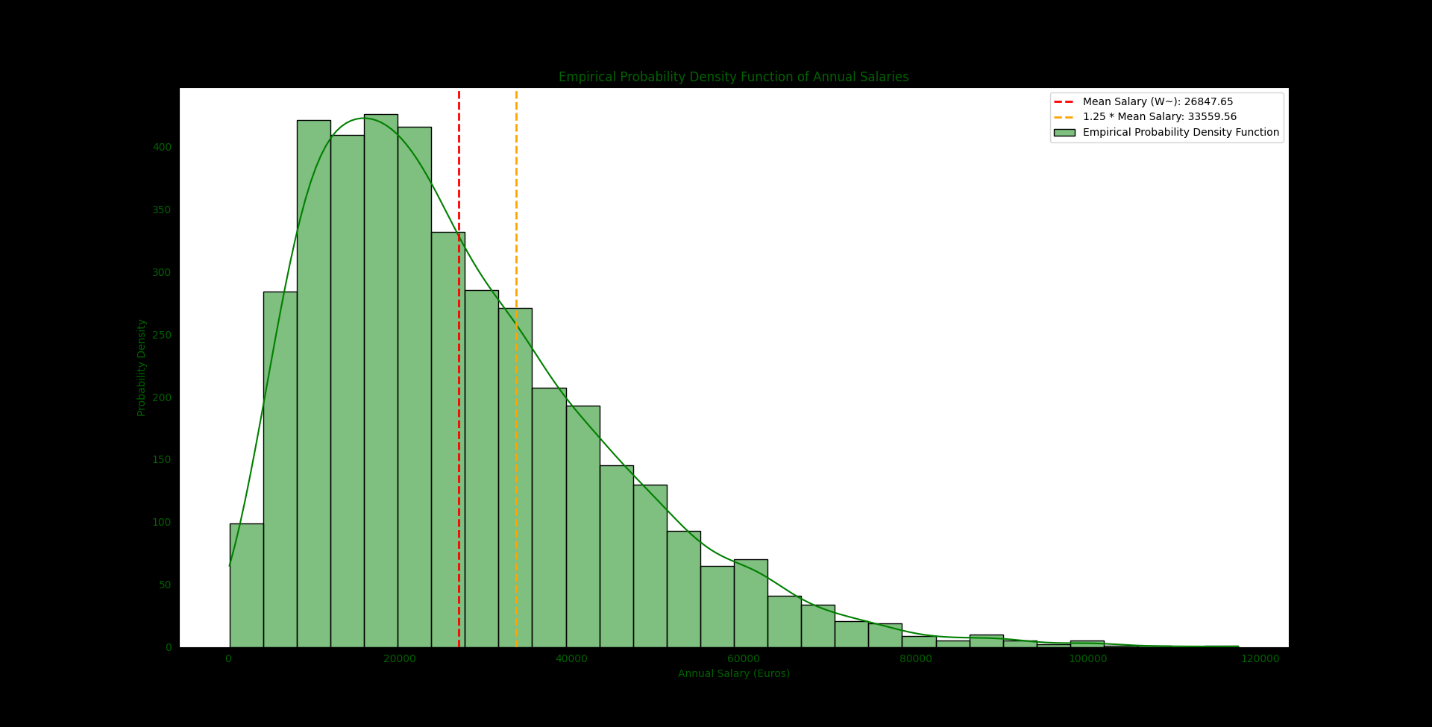 Empirical Probability Density Function of Annual Salaries
Mean Salary (W~): 26847.65
1.25 * Mean Salary: 33559.56
Empirical Probability Density Function
400
350
300
250
200
150
100
50
0
Probability Density
0 20000 40000 60000 80000 100000 120000
Annual Salary (Euros)